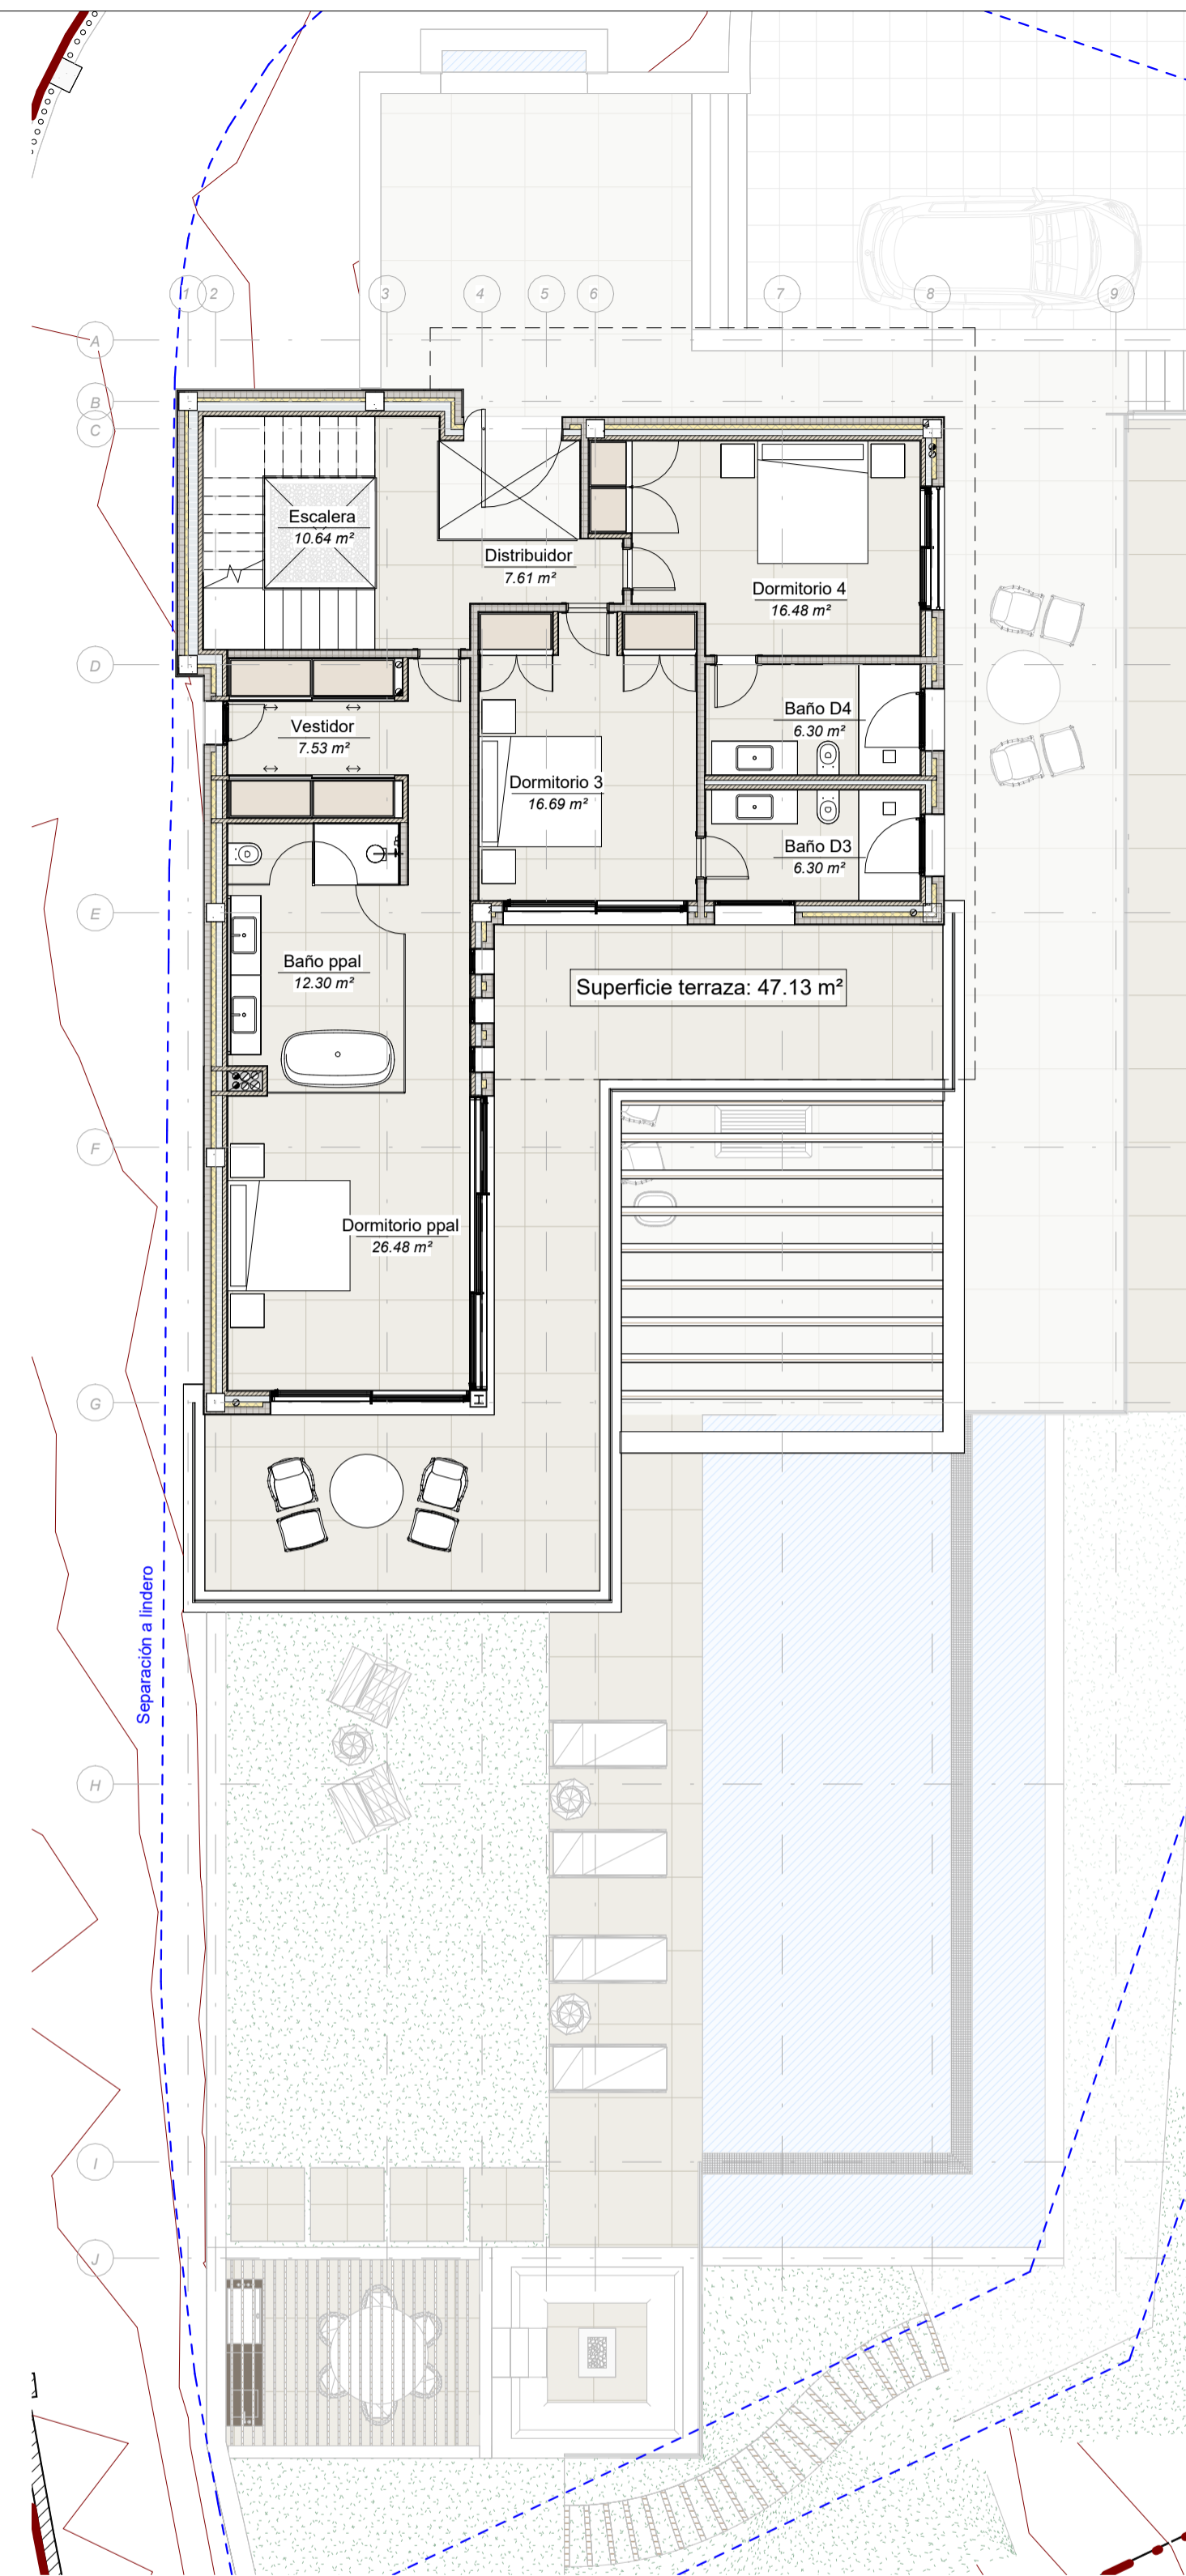 1
2
3
4
5
6
7
8
9
A
B
C
Escalera
10.64 m²
Distribuidor
7.61 m²
Dormitorio 4
16.48 m²
D
Vestidor
7.53 m²
Baño D4
6.30 m²
Dormitorio 3
16.69 m²
Baño D3
6.30 m²
E
Baño ppal
12.30 m²
Superficie terraza: 47.13 m²
F
Dormitorio ppal
26.48 m²
G
Separación a lindero
H
I
J